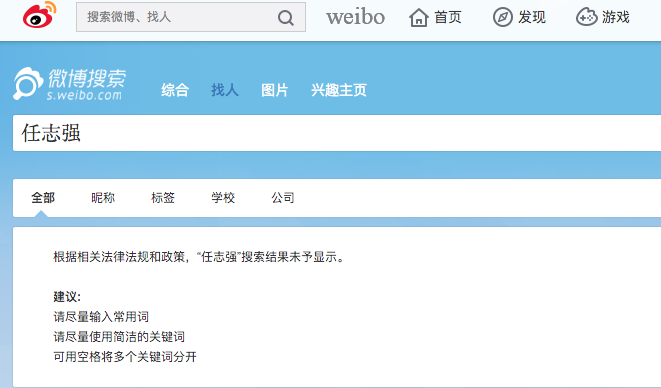 搜索微博、找人
weibo 首页 发现 游戏
微博搜索
s.weibo.com
综合 找人 图片 兴趣主页
任志强
全部 昵称 标签 学校 公司
根据相关法律法规和政策，“任志强”搜索结果未予显示。
建议:
请尽量输入常用词
请尽量使用简洁的关键词
可用空格将多个关键词分开